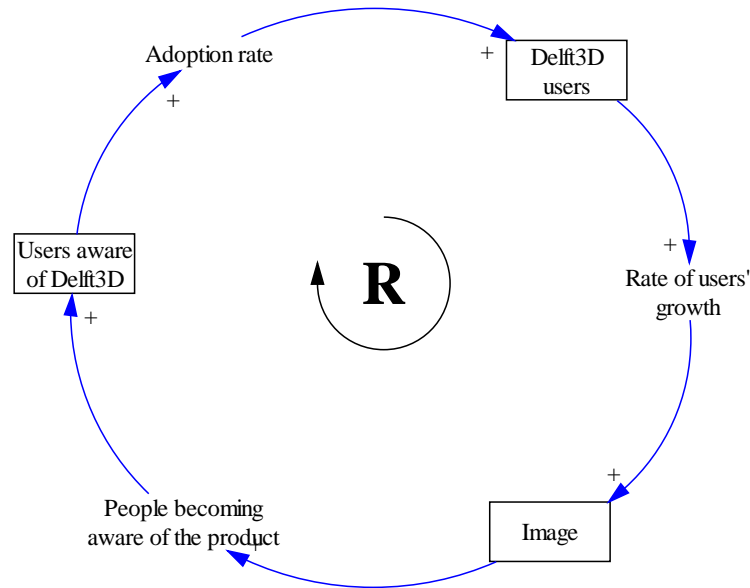 Adoption rate
+
Delft3D
users
+
+
Users aware
of Delft3D
+
R
+
Rate of users'
growth
+
People becoming
aware of the product
+
Image